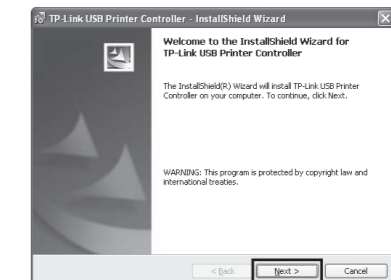 TP-Link USB Printer Controller - InstallShield Wizard
Welcome to the InstallShield Wizard for
TP-Link USB Printer Controller
The InstallShield(R) Wizard will install TP-Link USB Printer
Controller on your computer. To continue, click Next.
WARNING: This program is protected by copyright law and
international treaties.
< Back Next > Cancel